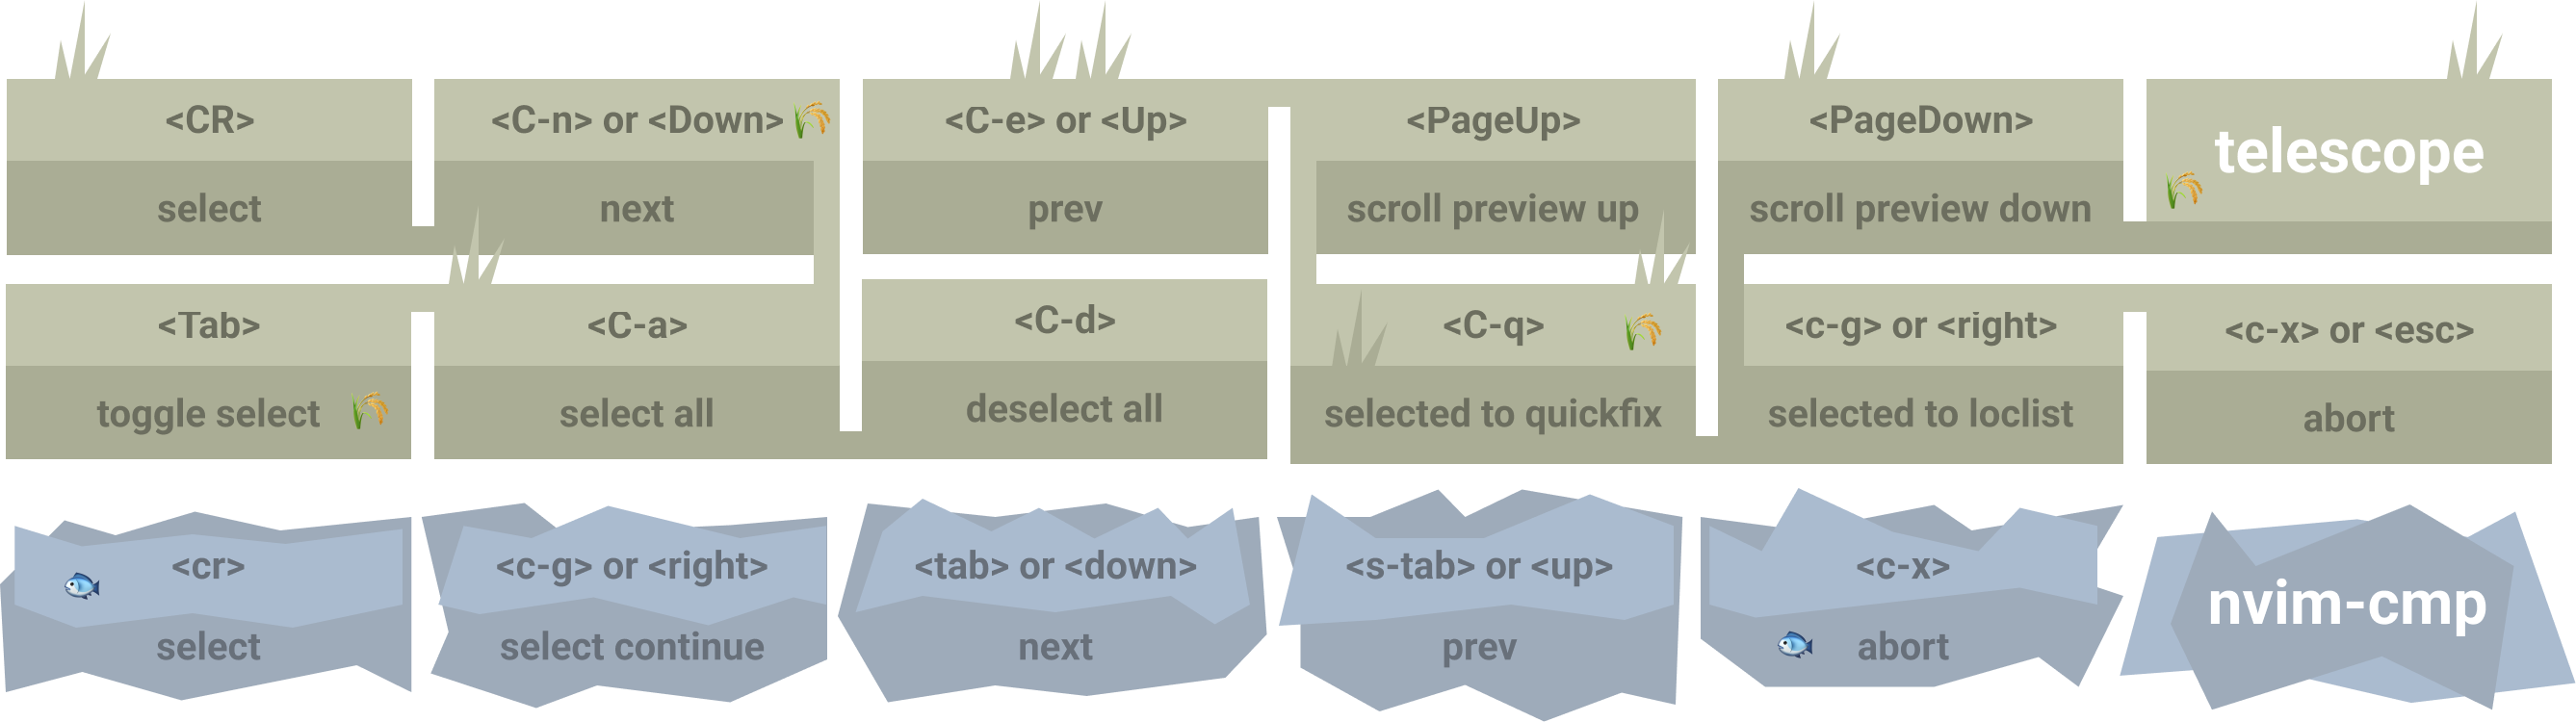 <CR>
select
<C-n> or <Down>
next
<C-e> or <Up>
prev
<PageUp>
scroll preview up
<PageDown>
scroll preview down
telescope
<Tab>
toggle select
<C-a>
select all
<C-d>
deselect all
<C-q>
selected to quickfix
<c-g> or <right>
selected to loclist
<c-x> or <esc>
abort
<cr>
select
<c-g> or <right>
select continue
<tab> or <down>
next
<s-tab> or <up>
prev
<c-x>
abort
nvim-cmp